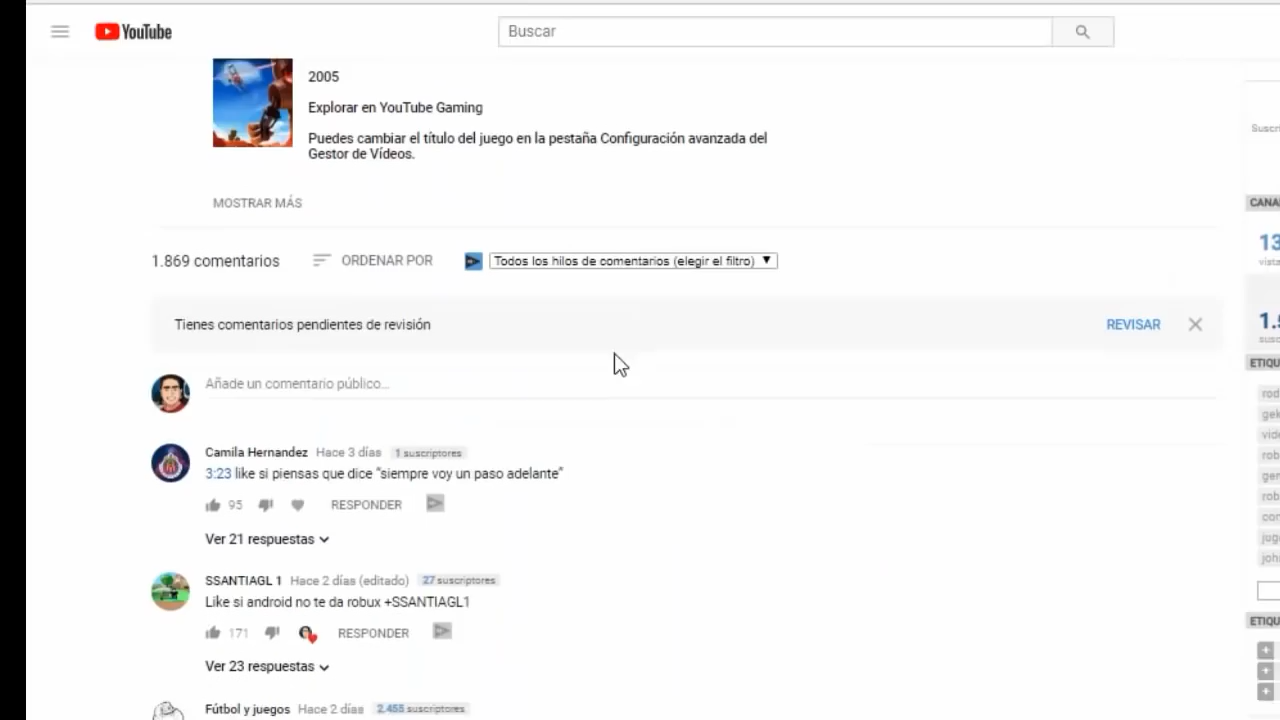 YouTube
Buscar
2005
Explorar en YouTube Gaming
Puedes cambiar el título del juego en la pestaña Configuración avanzada del
Gestor de Vídeos.
MOSTRAR MÁS
1.869 comentarios
ORDENAR POR
Todos los hilos de comentarios (elegir el filtro)
Tienes comentarios pendientes de revisión
REVISAR
Añade un comentario público...
Camila Hernandez Hace 3 días 1 suscriptores
3:23 like si piensas que dice "siempre voy un paso adelante"
95 RESPONDER
Ver 21 respuestas
SSANTIAGL 1 Hace 2 días (editado) 27 suscriptores
Like si android no te da robux +SSANTIAGL1
171 RESPONDER
Ver 23 respuestas
Fútbol y juegos Hace 2 días 2.455 suscriptores
Suscri
CANA
13
vista
1.5
susc
ETIQU
rod
gek
vide
rob
ger
rob
con
jug
joh
ETIQU